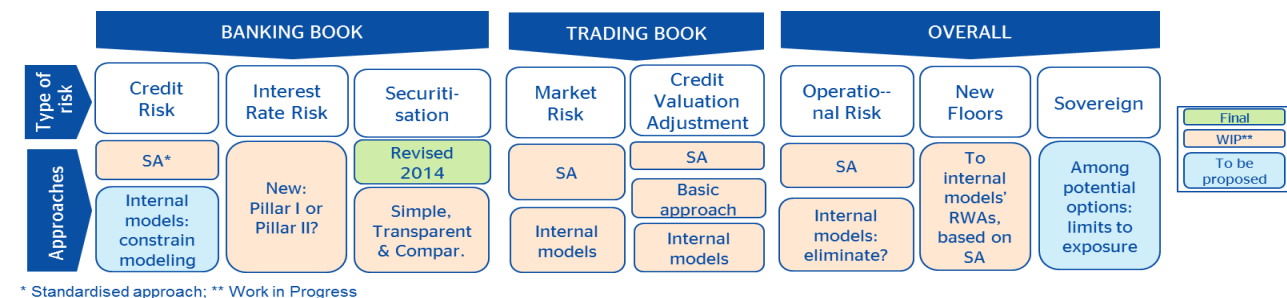 BANKING BOOK
TRADING BOOK
OVERALL
Type of
risk
Credit
Risk
Interest
Rate Risk
Securiti-
sation
Market
Risk
Credit
Valuation
Adjustment
Operatio--
nal Risk
New
Floors
Sovereign
Approaches
SA*
Internal
models:
constrain
modeling
New:
Pillar I or
Pillar II?
Revised
2014
Simple,
Transparent
& Compar.
SA
Internal
models
SA
Basic
approach
Internal
models
SA
Internal
models:
eliminate?
To
internal
models'
RWAs,
based on
SA
Among
potential
options:
limits to
exposure
Final
WIP**
To be
proposed
* Standardised approach; ** Work in Progress